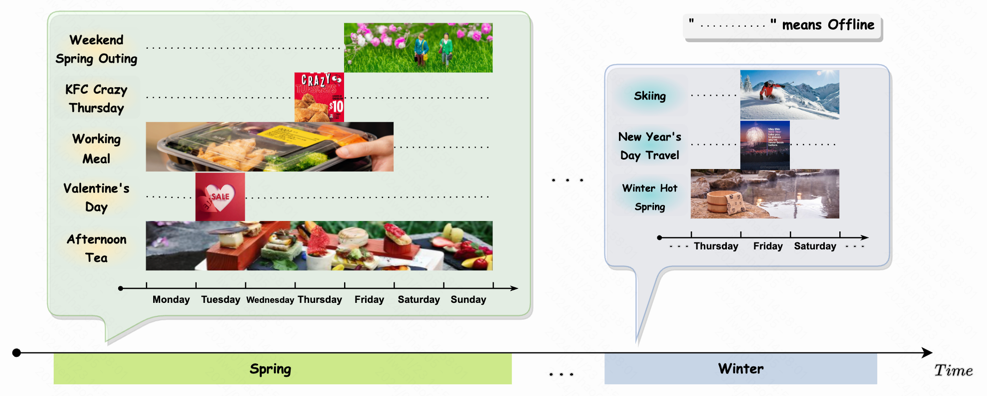 " ............ " means Offline
Weekend
Spring Outing
KFC Crazy
Thursday
CRAZY
$10
Working
Meal
Valentine's
Day
SALE
Afternoon
Tea
Monday Tuesday Wednesday Thursday Friday Saturday Sunday
...
Skiing
New Year's
Day Travel
Winter Hot
Spring
... Thursday Friday Saturday ...
Spring
...
Winter
Time